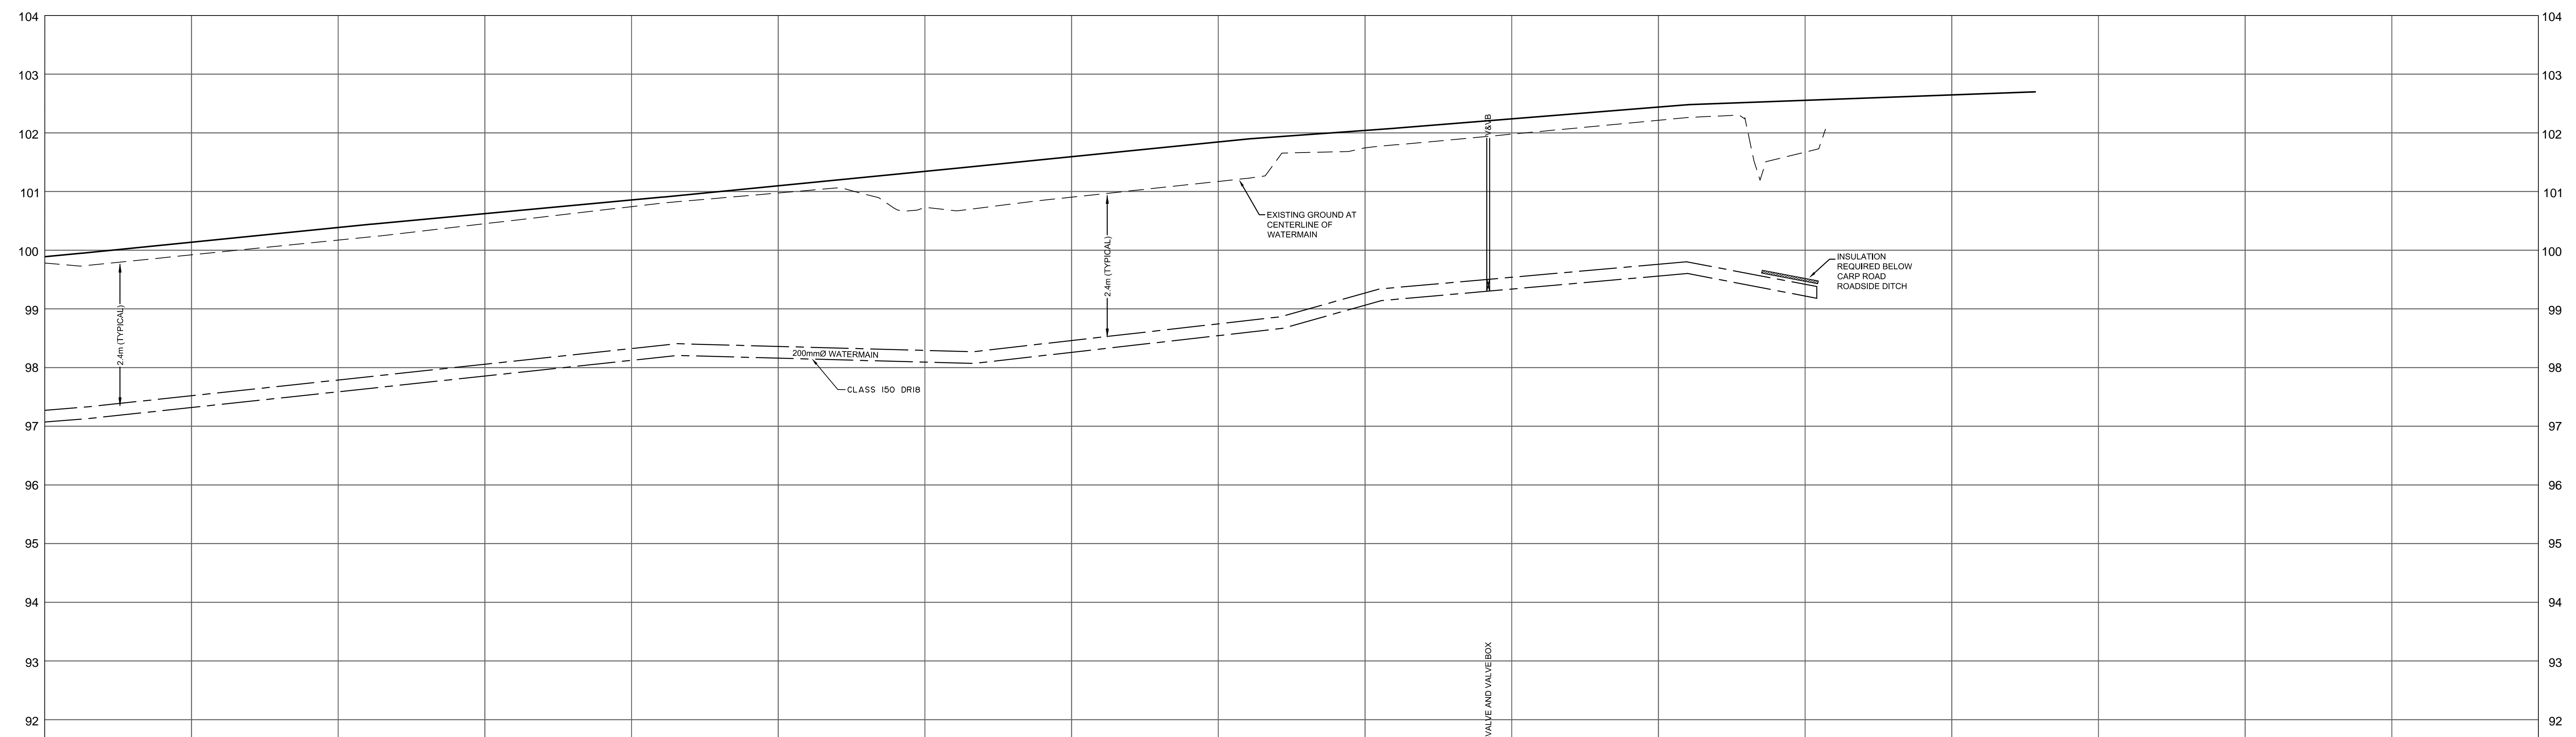 104
104
103
103
102
102
V&VB
101
101
EXISTING GROUND AT
CENTERLINE OF
WATERMAIN
100
100
INSULATION
REQUIRED BELOW
CARP ROAD
ROADSIDE DITCH
2.4m (TYPICAL)
2.4m (TYPICAL)
99
99
200mmØ WATERMAIN
98
98
CLASS 150 DR18
97
97
96
96
95
95
94
94
93
93
VALVE AND VALVE BOX
92
92